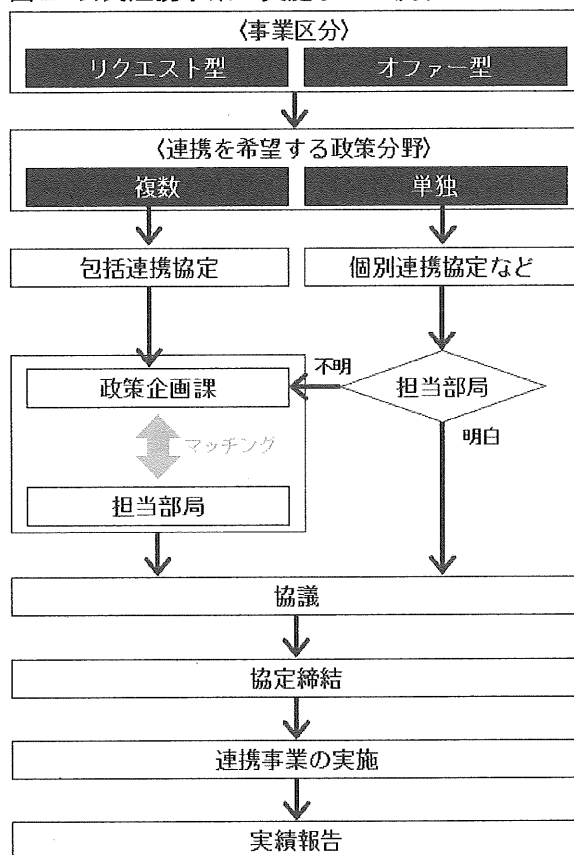 〈事業区分〉
リクエスト型 オファー型
〈連携を希望する政策分野〉
複数 単独
包括連携協定 個別連携協定など
政策企画課 不明 担当部局
マッチング 明白
担当部局
協議
協定締結
連携事業の実施
実績報告